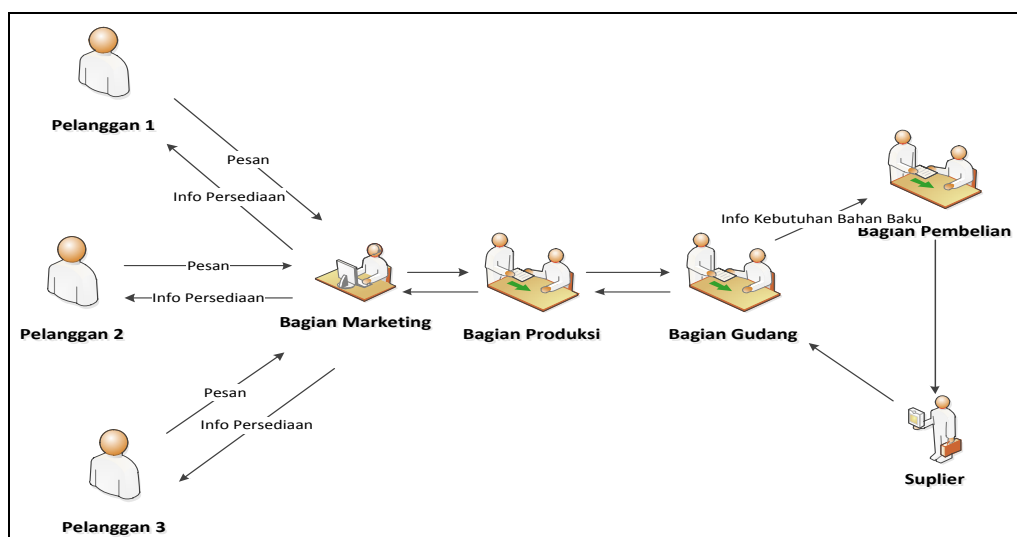 Pelanggan 1
Pesan
Info Persediaan
Info Kebutuhan Bahan Baku
Bagian Pembelian
Pesan
Info Persediaan
Pelanggan 2
Bagian Marketing
Bagian Produksi
Bagian Gudang
Pesan
Info Persediaan
Suplier
Pelanggan 3